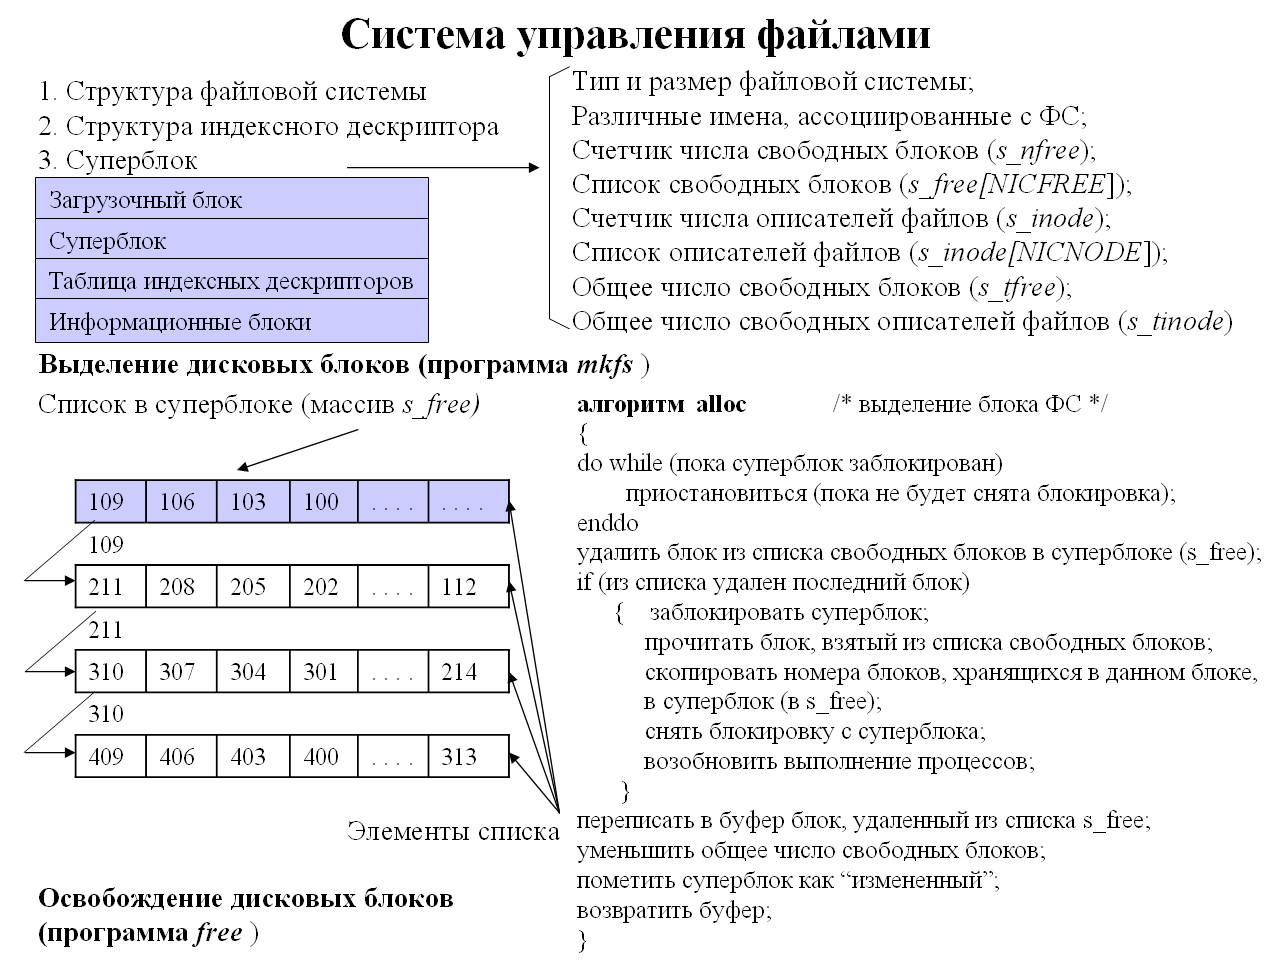 Система управления файлами
1. Структура файловой системы
2. Структура индексного дескриптора
3. Суперблок
Тип и размер файловой системы;
Различные имена, ассоциированные с ФС;
Счетчик числа свободных блоков (s_nfree);
Список свободных блоков (s_free[NICFREE]);
Счетчик числа описателей файлов (s_inode);
Список описателей файлов (s_inode[NICNODE]);
Общее число свободных блоков (s_tfree);
Общее число свободных описателей файлов (s_tinode)
Загрузочный блок
Суперблок
Таблица индексных дескрипторов
Информационные блоки
Выделение дисковых блоков (программа mkfs )
Список в суперблоке (массив s_free)
109 106 103 100 . . . . . . . .
109
211 208 205 202 . . . . 112
211
310 307 304 301 . . . . 214
310
409 406 403 400 . . . . 313
Элементы списка
Освобождение дисковых блоков
(программа free )
алгоритм alloc /* выделение блока ФС */
{
do while (пока суперблок заблокирован)
приостановиться (пока не будет снята блокировка);
enddo
удалить блок из списка свободных блоков в суперблоке (s_free);
if (из списка удален последний блок)
{ заблокировать суперблок;
прочитать блок, взятый из списка свободных блоков;
скопировать номера блоков, хранящихся в данном блоке,
в суперблок (в s_free);
снять блокировку с суперблока;
возобновить выполнение процессов;
}
переписать в буфер блок, удаленный из списка s_free;
уменьшить общее число свободных блоков;
пометить суперблок как “измененный”;
возвратить буфер;
}